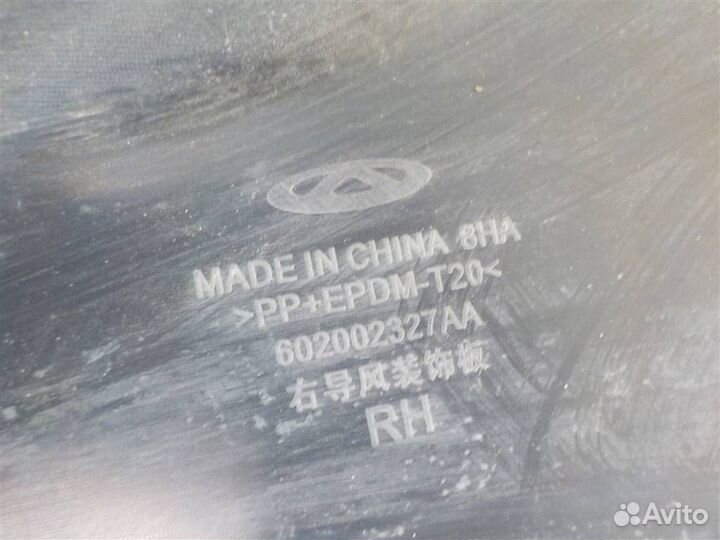 MADE IN CHINA 8HA
>PP+EPDM-T20<
602002327AA
右导风装饰板
RH
Avito